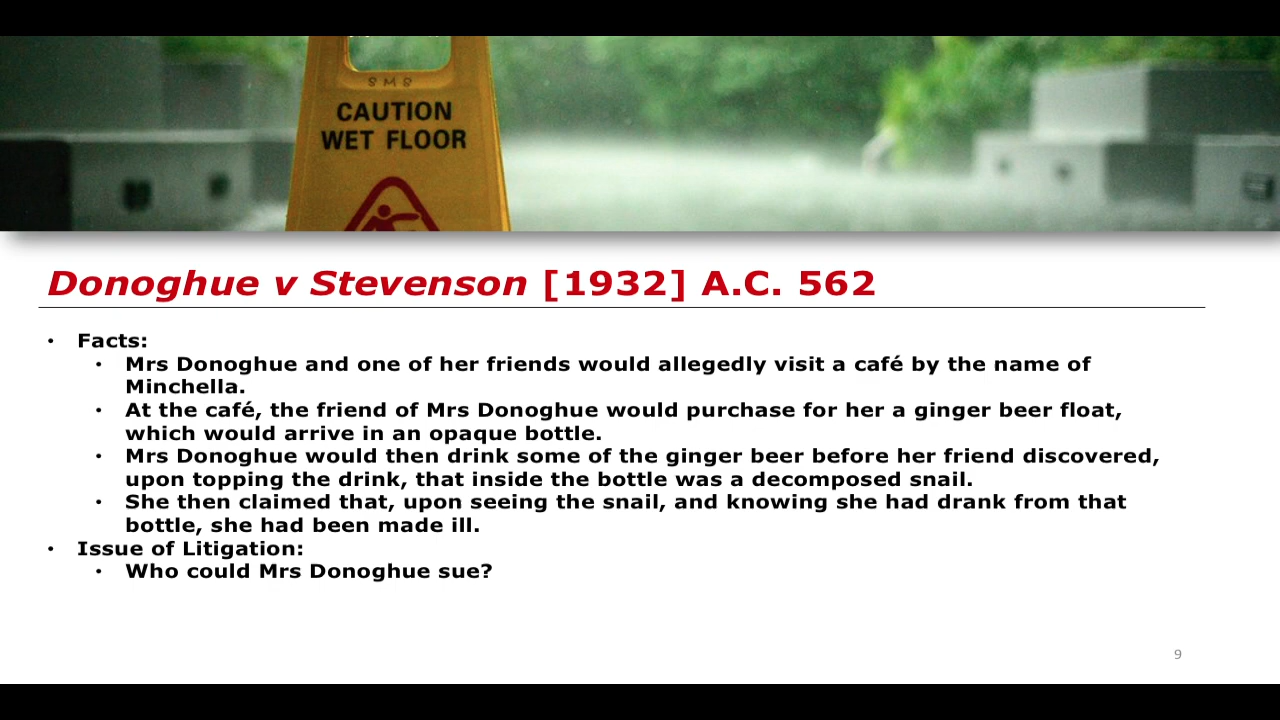 SMS
CAUTION
WET FLOOR
Donoghue v Stevenson [1932] A.C. 562
• Facts:
• Mrs Donoghue and one of her friends would allegedly visit a café by the name of
Minchella.
• At the café, the friend of Mrs Donoghue would purchase for her a ginger beer float,
which would arrive in an opaque bottle.
• Mrs Donoghue would then drink some of the ginger beer before her friend discovered,
upon topping the drink, that inside the bottle was a decomposed snail.
• She then claimed that, upon seeing the snail, and knowing she had drank from that
bottle, she had been made ill.
• Issue of Litigation:
• Who could Mrs Donoghue sue?
9